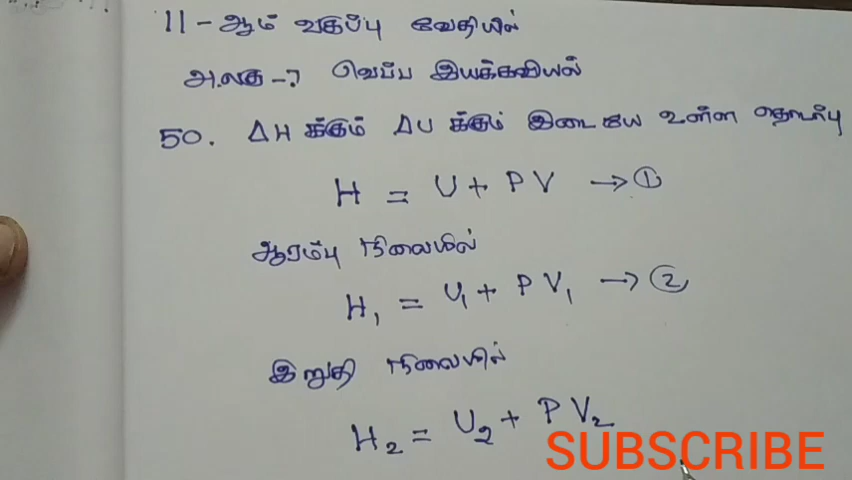 11 - ஆம் வகுப்பு வேதியில்
அலகு - 7 வெப்ப இயக்கவியல்
50. ΔH க்கும் ΔU க்கும் இடையே உள்ள தொடர்பு
H = U + PV → ①
ஆரம்பு நிலையில்
H₁ = U₁ + PV₁ → ②
இறுதி நிலையில்
H₂ = U₂ + PV₂
SUBSCRIBE